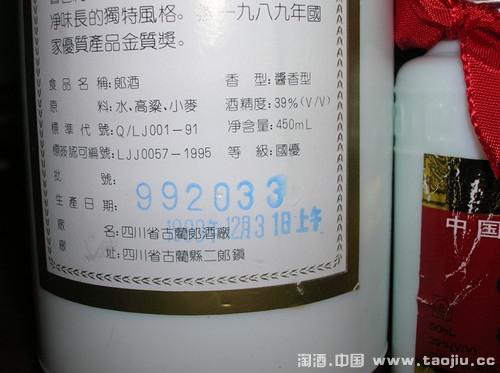 淨味長的獨特風格。 一九八九年國
家優質產品金質獎。
食品名稱:郎酒 香型:醬香型
原料:水、高粱、小麥 酒精度:39%(V/V)
標準代號:Q/LJ001-91 淨含量:450mL
標簽認可編號:LJJ0057-1995 等級:國優
批號: 992033
生產日期: 12月31日上午
廠名:四川省古藺郎酒廠
廠址:四川省古藺縣二郎鎮
中国
淘酒.中国 www.taojiu.cc